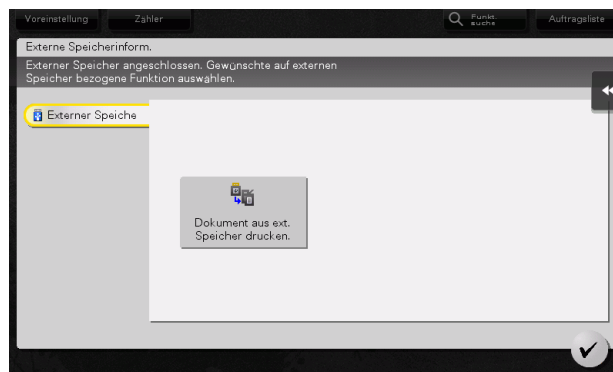 Voreinstellung
Zähler
Funkt.
suche
Auftragsliste
Externe Speicherinform.
Externer Speicher angeschlossen. Gewünschte auf externen
Speicher bezogene Funktion auswählen.
Externer Speiche
Dokument aus ext.
Speicher drucken.